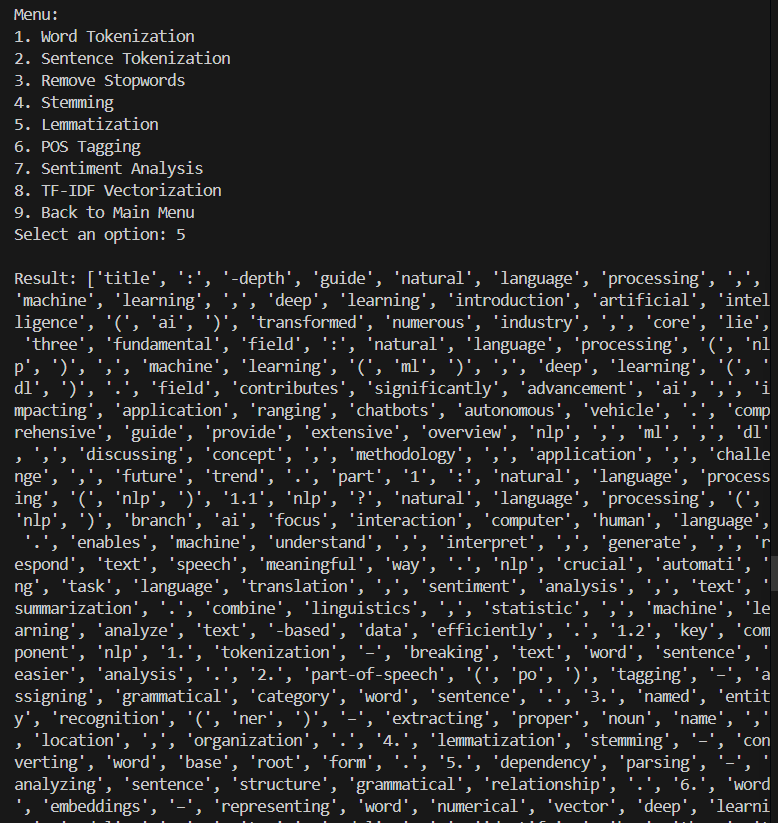 Menu:
1. Word Tokenization
2. Sentence Tokenization
3. Remove Stopwords
4. Stemming
5. Lemmatization
6. POS Tagging
7. Sentiment Analysis
8. TF-IDF Vectorization
9. Back to Main Menu
Select an option: 5
Result: ['title', ':', '-depth', 'guide', 'natural', 'language', 'processing', ',',
'machine', 'learning', ',', 'deep', 'learning', 'introduction', 'artificial', 'intel
ligence', '(', 'ai', ')', 'transformed', 'numerous', 'industry', ',', 'core', 'lie',
'three', 'fundamental', 'field', ':', 'natural', 'language', 'processing', '(', 'nl
p', ')', ',', 'machine', 'learning', '(', 'ml', ')', ',', 'deep', 'learning', '(', '
dl', ')', '.', 'field', 'contributes', 'significantly', 'advancement', 'ai', ',', 'i
mpacting', 'application', 'ranging', 'chatbots', 'autonomous', 'vehicle', '.', 'comp
rehensive', 'guide', 'provide', 'extensive', 'overview', 'nlp', ',', 'ml', ',', 'dl'
, ',', 'discussing', 'concept', ',', 'methodology', ',', 'application', ',', 'challe
nge', ',', 'future', 'trend', '.', 'part', '1', ':', 'natural', 'language', 'process
ing', '(', 'nlp', ')', '1.1', 'nlp', '?', 'natural', 'language', 'processing', '(',
'nlp', ')', 'branch', 'ai', 'focus', 'interaction', 'computer', 'human', 'language',
'.', 'enables', 'machine', 'understand', ',', 'interpret', ',', 'generate', ',', 'r
espond', 'text', 'speech', 'meaningful', 'way', '.', 'nlp', 'crucial', 'automati', '
ng', 'task', 'language', 'translation', ',', 'sentiment', 'analysis', ',', 'text', '
summarization', '.', 'combine', 'linguistics', ',', 'statistic', ',', 'machine', 'le
arning', 'analyze', 'text', '-based', 'data', 'efficiently', '.', '1.2', 'key', 'com
ponent', 'nlp', '1.', 'tokenization', '–', 'breaking', 'text', 'word', 'sentence', '
easier', 'analysis', '.', '2.', 'part-of-speech', '(', 'po', ')', 'tagging', '–', 'a
ssigning', 'grammatical', 'category', 'word', 'sentence', '.', '3.', 'named', 'entit
y', 'recognition', '(', 'ner', ')', '–', 'extracting', 'proper', 'noun', 'name', ','
, 'location', ',', 'organization', '.', '4.', 'lemmatization', 'stemming', '–', 'con
verting', 'word', 'base', 'root', 'form', '.', '5.', 'dependency', 'parsing', '–', '
analyzing', 'sentence', 'structure', 'grammatical', 'relationship', '.', '6.', 'word
', 'embeddings', '–', 'representing', 'word', 'numerical', 'vector', 'deep', 'learni